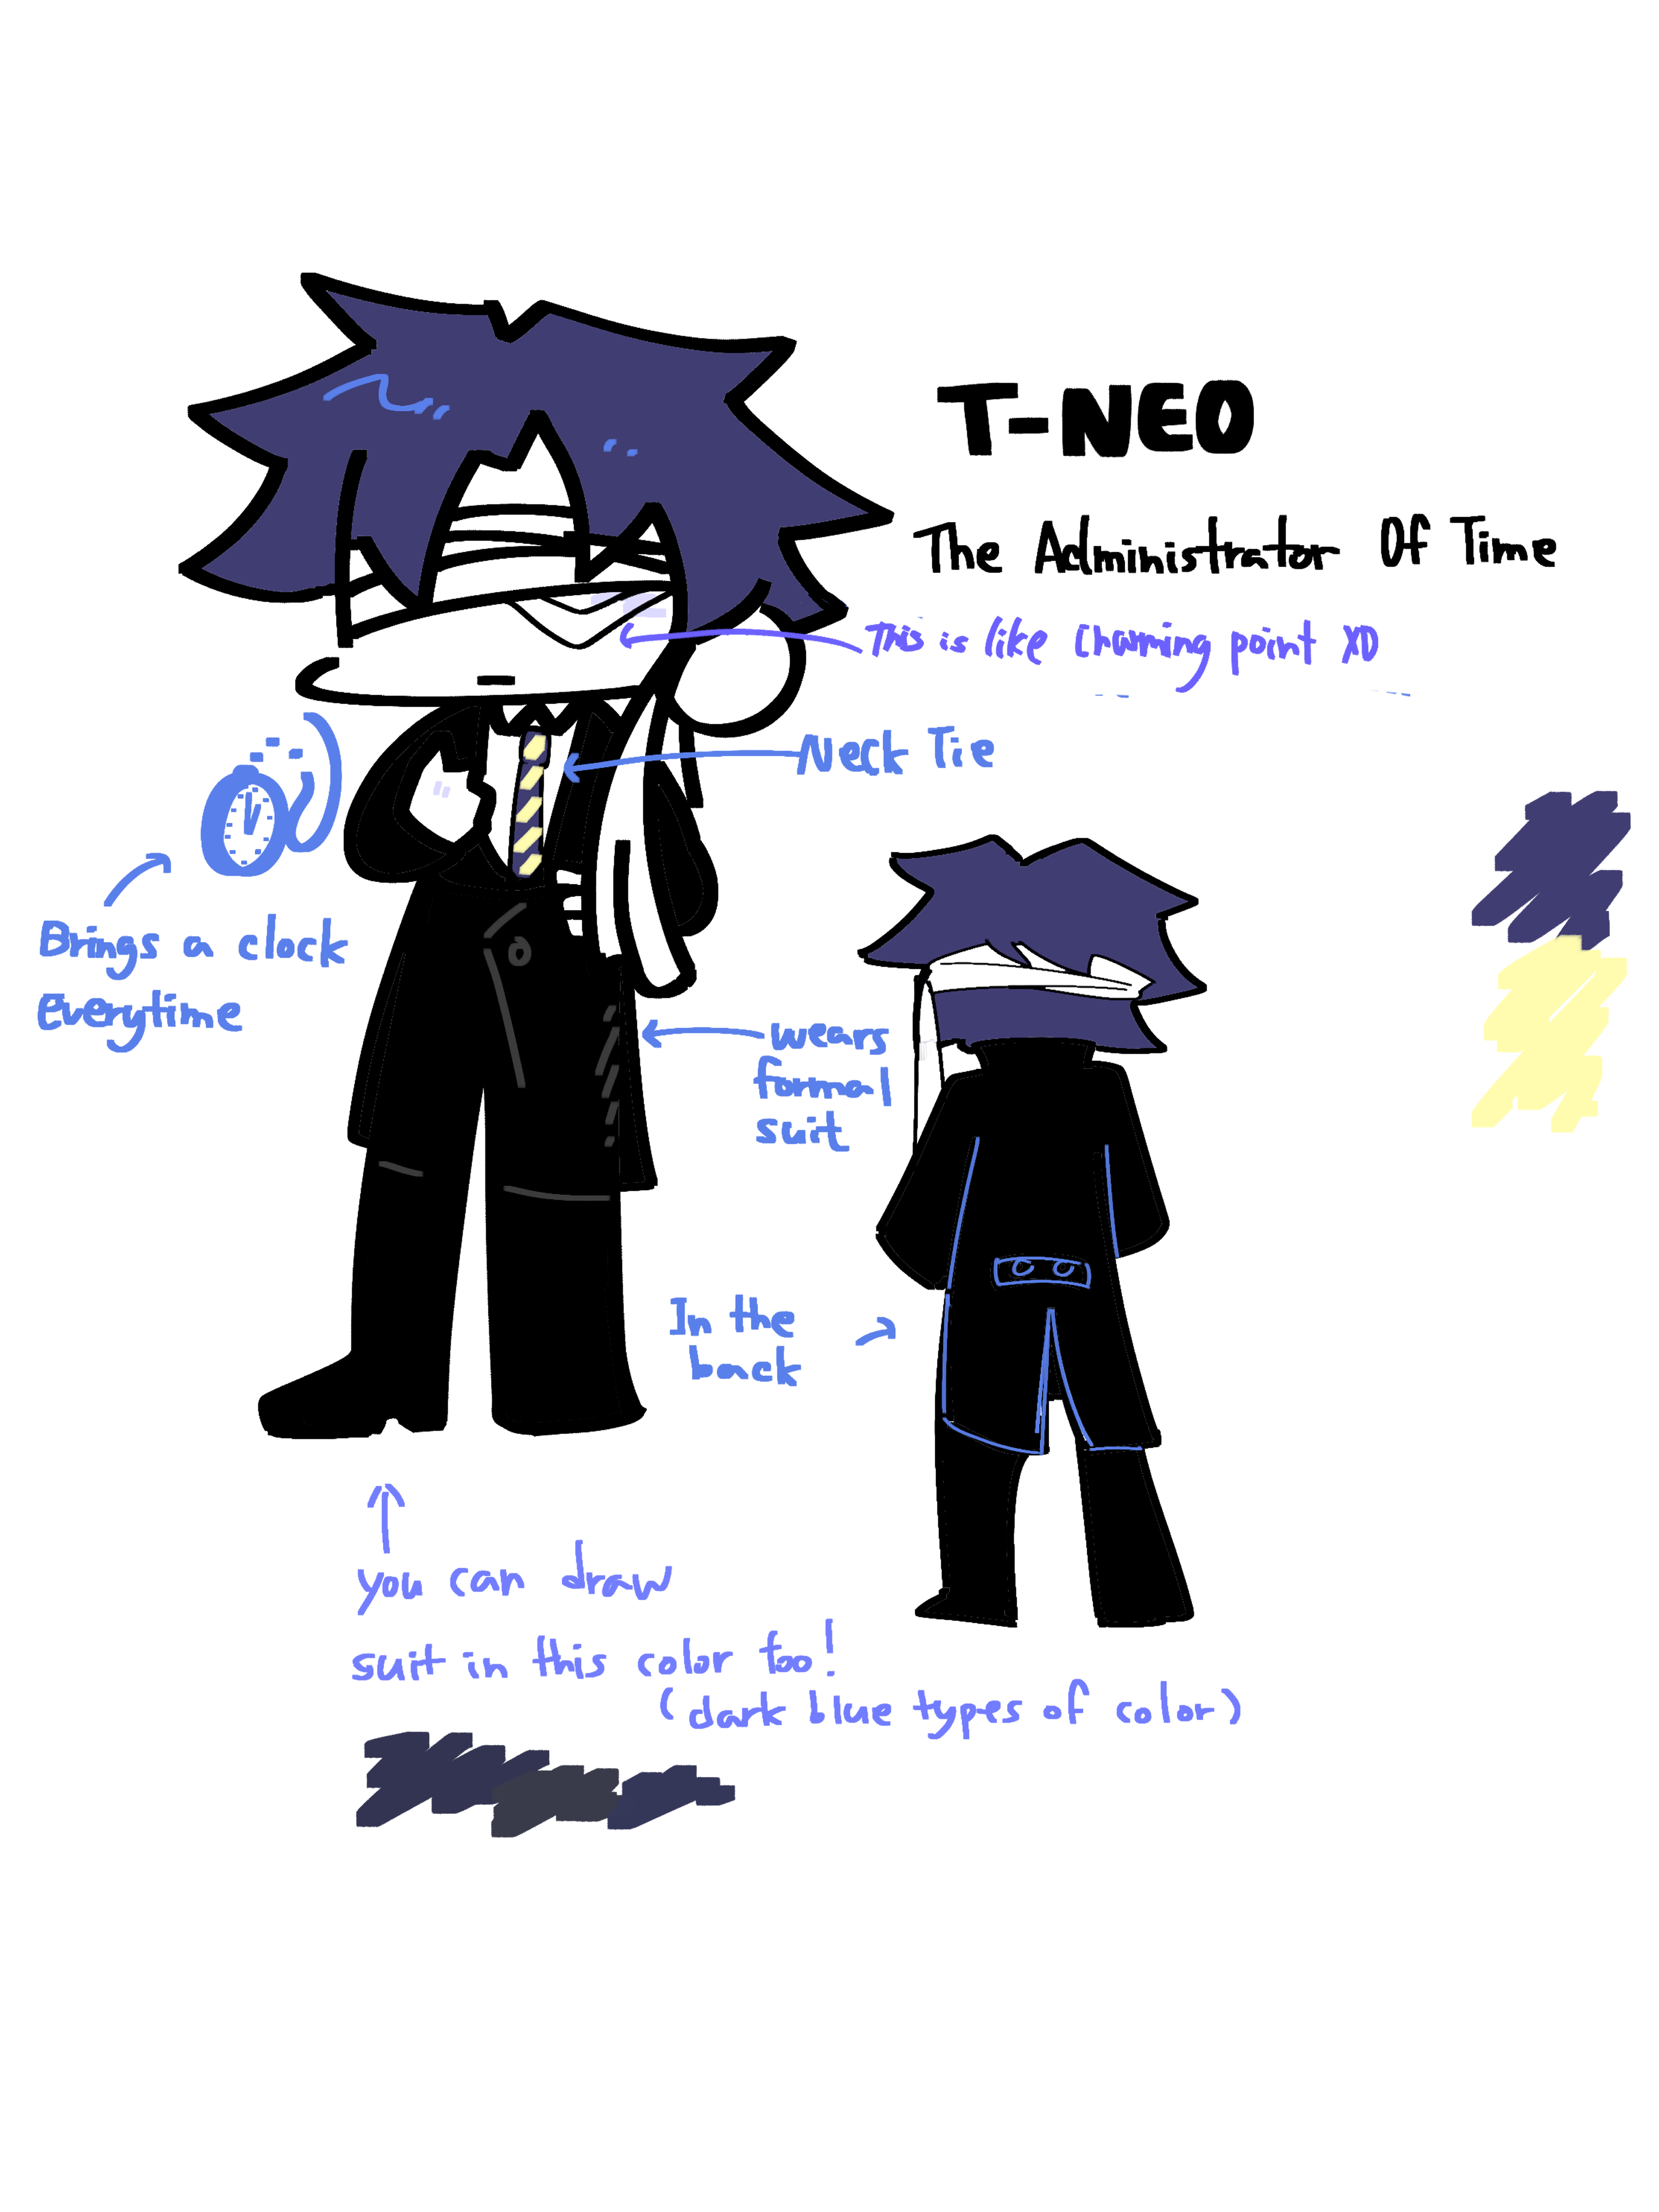 T-NEO
The Administrator Of Time
This is like Charming point XD
Neck Tie
Brings a clock
Everytime
wears
formal
suit
In the
back
you can draw
suit in this color too!
(dark blue types of color)